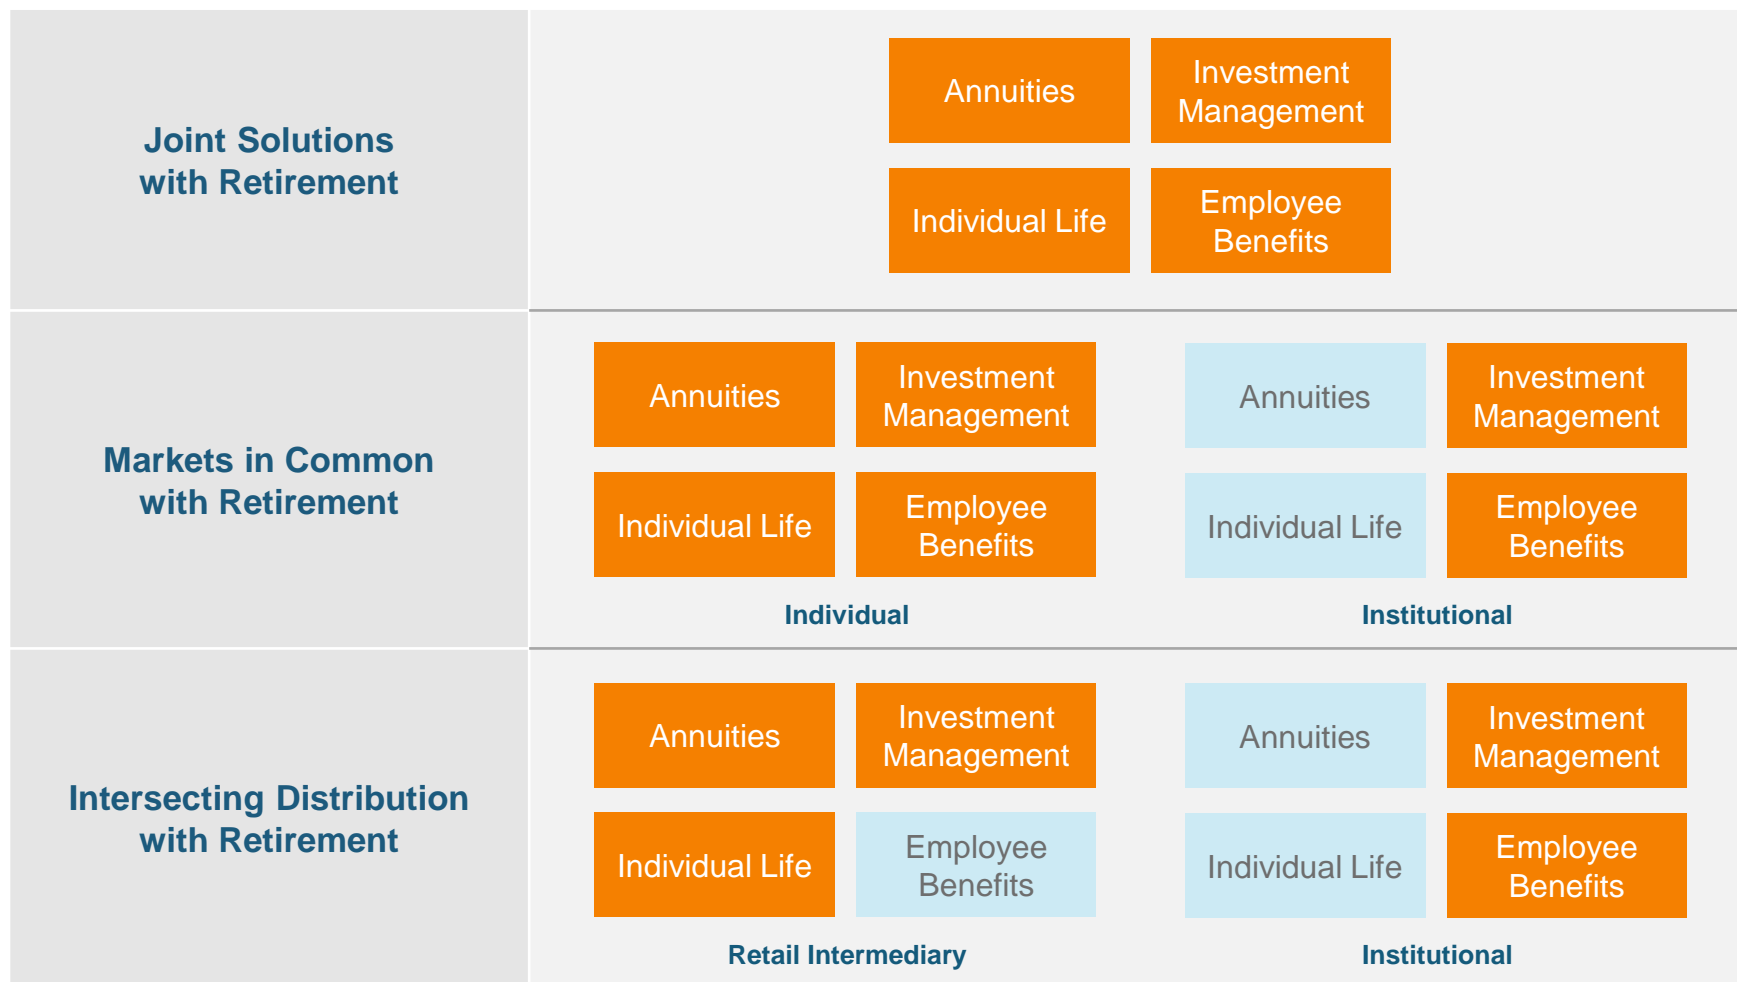 Joint Solutions
with Retirement
Annuities
Investment
Management
Individual Life
Employee
Benefits
Markets in Common
with Retirement
Annuities
Investment
Management
Individual Life
Employee
Benefits
Individual
Annuities
Investment
Management
Individual Life
Employee
Benefits
Institutional
Intersecting Distribution
with Retirement
Annuities
Investment
Management
Individual Life
Employee
Benefits
Retail Intermediary
Annuities
Investment
Management
Individual Life
Employee
Benefits
Institutional